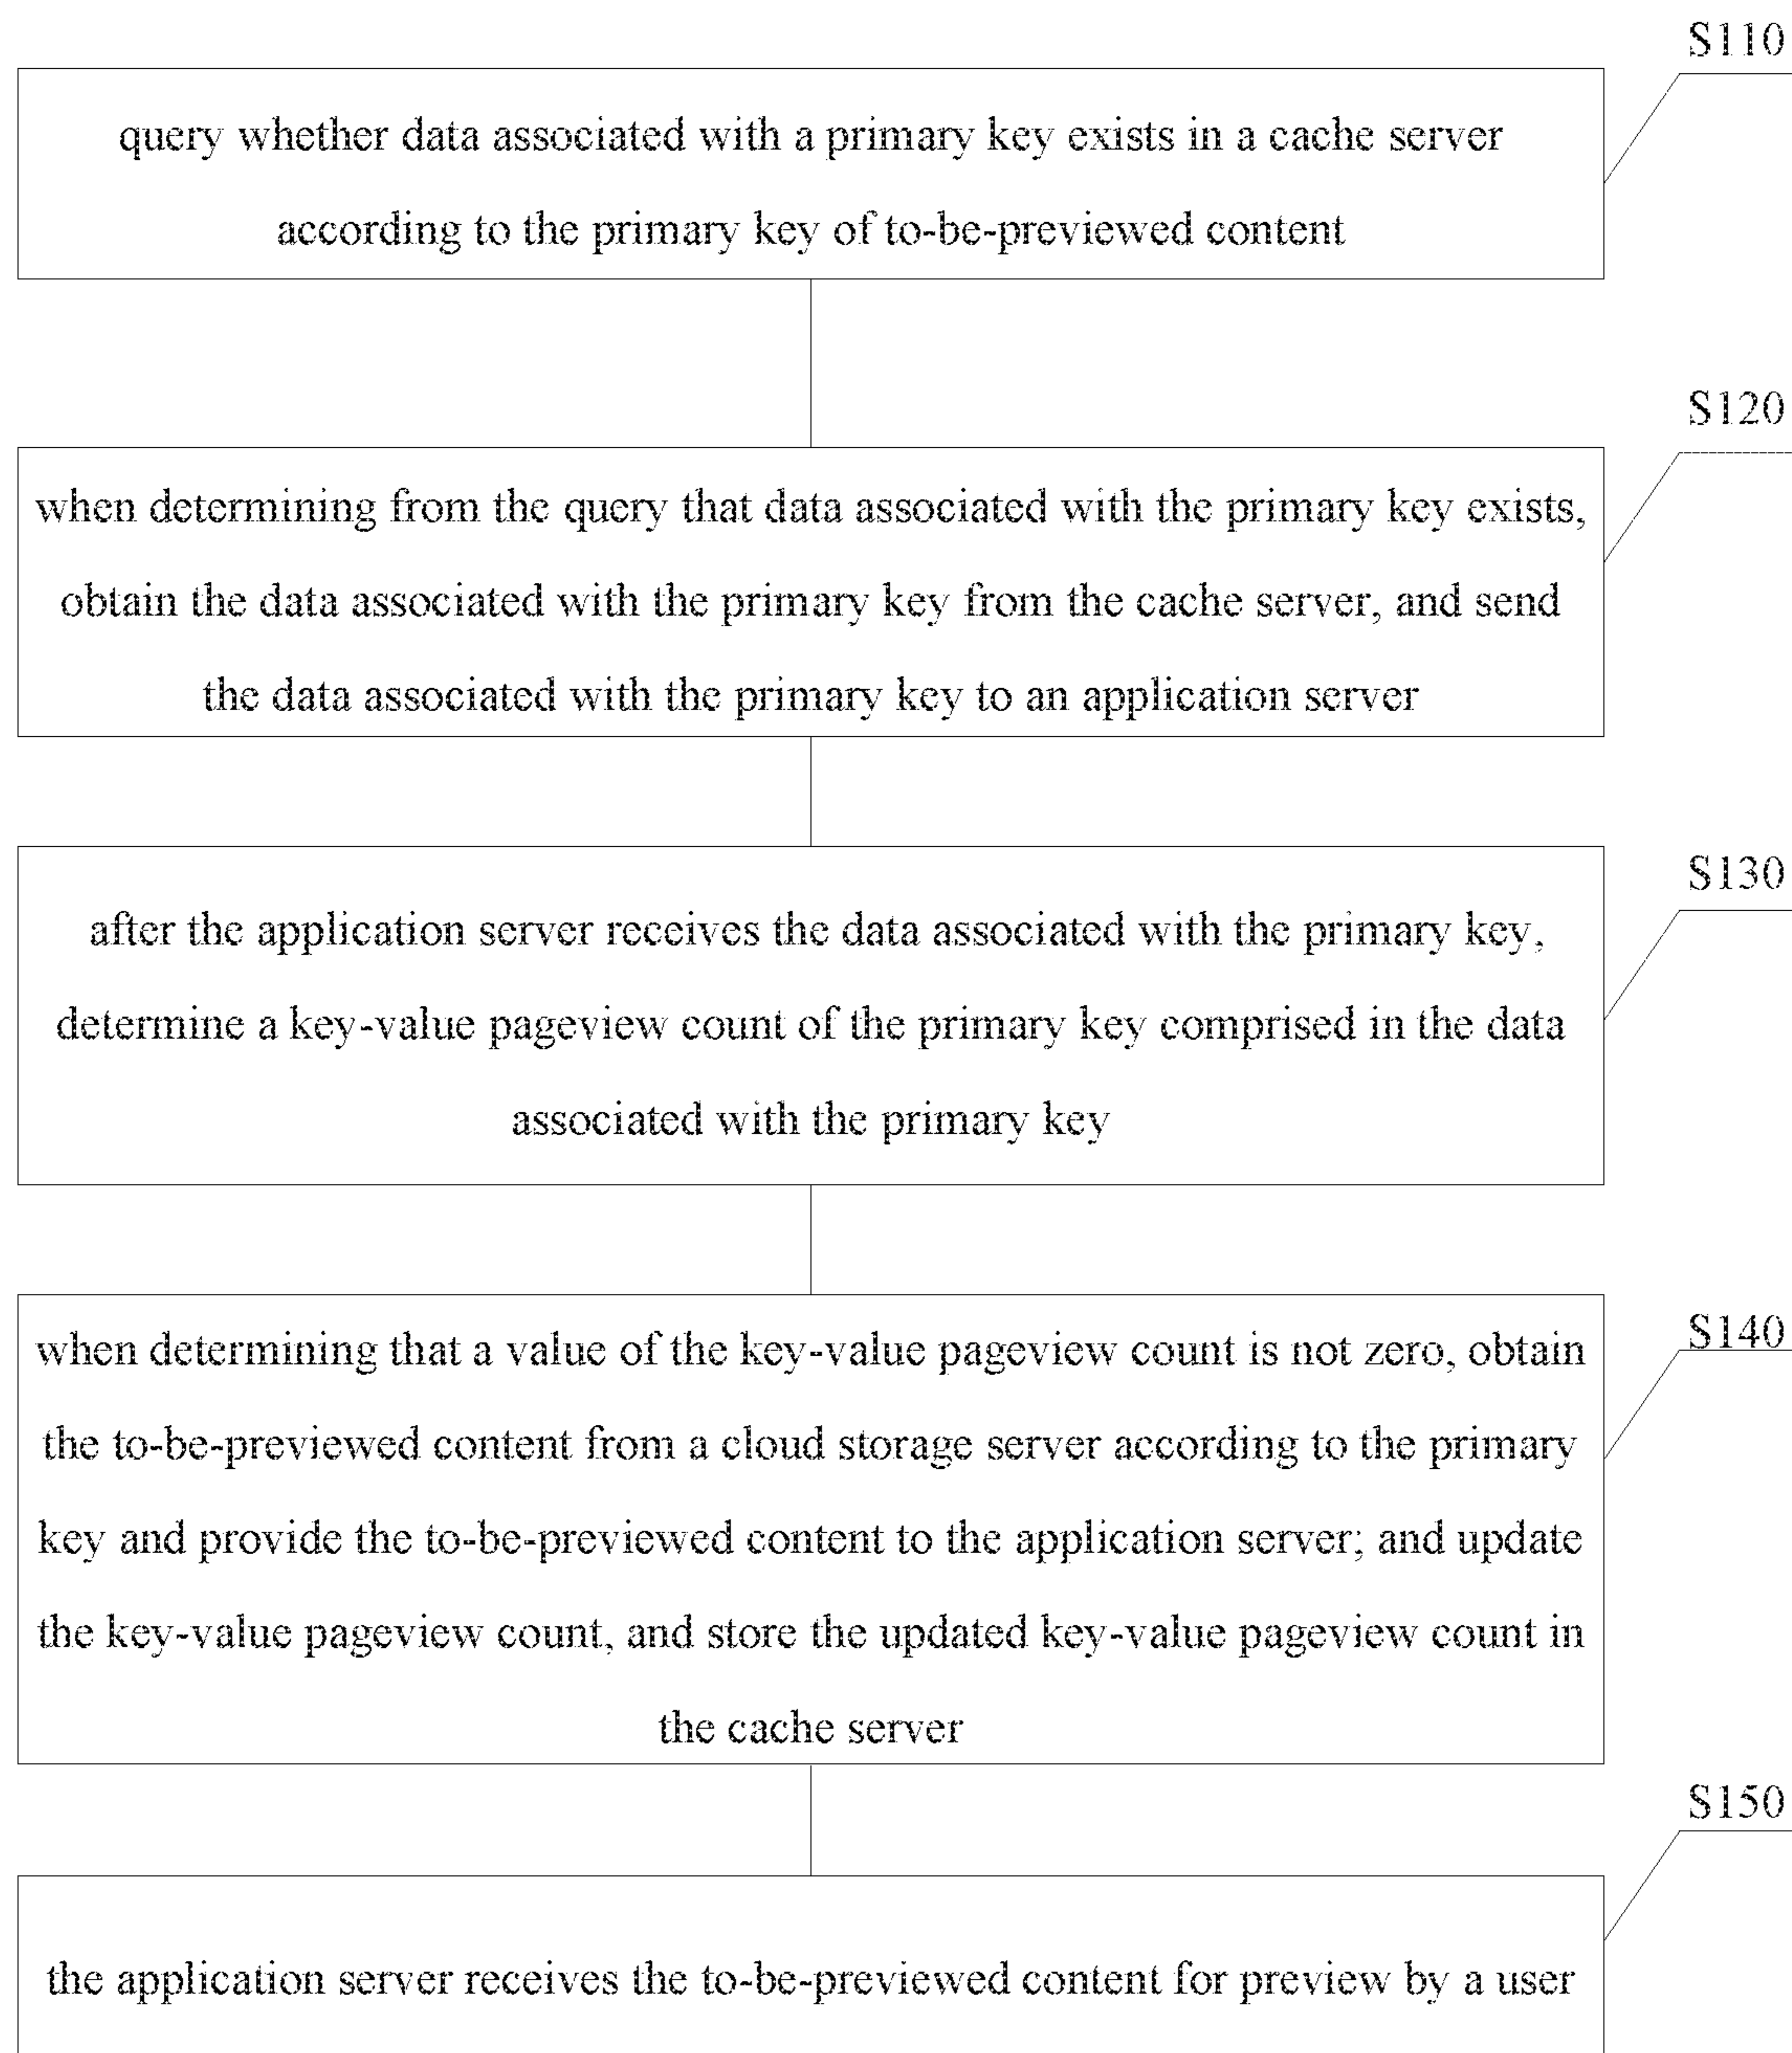 S110
query whether data associated with a primary key exists in a cache server
according to the primary key of to-be-previewed content
S120
when determining from the query that data associated with the primary key exists,
obtain the data associated with the primary key from the cache server, and send
the data associated with the primary key to an application server
S130
after the application server receives the data associated with the primary key,
determine a key-value pageview count of the primary key comprised in the data
associated with the primary key
S140
when determining that a value of the key-value pageview count is not zero, obtain
the to-be-previewed content from a cloud storage server according to the primary
key and provide the to-be-previewed content to the application server; and update
the key-value pageview count, and store the updated key-value pageview count in
the cache server
S150
the application server receives the to-be-previewed content for preview by a user